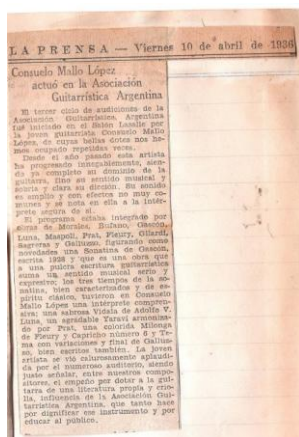 LA PRENSA — Viernes 10 de abril de 1936
Consuelo Mallo López
actuó en la Asociación
Guitarrística Argentina
El tercer ciclo de audiciones de la
Asociación Guitarrística Argentina
fué iniciado en el Salón Lasalle por
la joven guitarrista Consuelo Mallo
López, de cuyas bellas dotes nos he-
mos ocupado repetidas veces.
Desde el año pasado esta artista
ha progresado innegablemente, sien-
do ya completo su dominio de la
guitarra, fino su sentido musical y
sobria y clara su dicción. Su sonido
es amplio y con efectos no muy co-
munes y se nota en ella a la intér-
prete segura de sí.
El programa estaba integrado por
obras de Morales, Bufano, Gascón,
Luna, Maspoli, Prat, Fleury, Gilardi,
Sagreras y Galluzzo, figurando como
novedades una Sonatina de Gascón,
escrita 1928 y que es una obra que
a una pulcra escritura guitarrística
suma un sentido musical serio y
expresivo; los tres tiempos de la so-
natina, bien caracterizados y de es-
píritu clásico, tuvieron en Consuelo
Mallo López una intérprete compren-
siva; una sabrosa Vidala de Adolfo V.
Luna, un agradable Yaraví armoniza-
do por Prat, una colorida Milonga
de Fleury y Capricho número 6 y Te-
ma con variaciones y final de Gallu-
zo, bien escritos también. La joven
artista se vió calurosamente aplaudi-
da por el numeroso auditorio, siendo
justo señalar, entre nuestros compo-
sitores, el empeño por dotar a la gui-
tarra de una literatura propia y crio-
lla, influencia de la Asociación Gui-
tarrística Argentina, que tanto hace
por dignificar ese instrumento y por
educar al público.